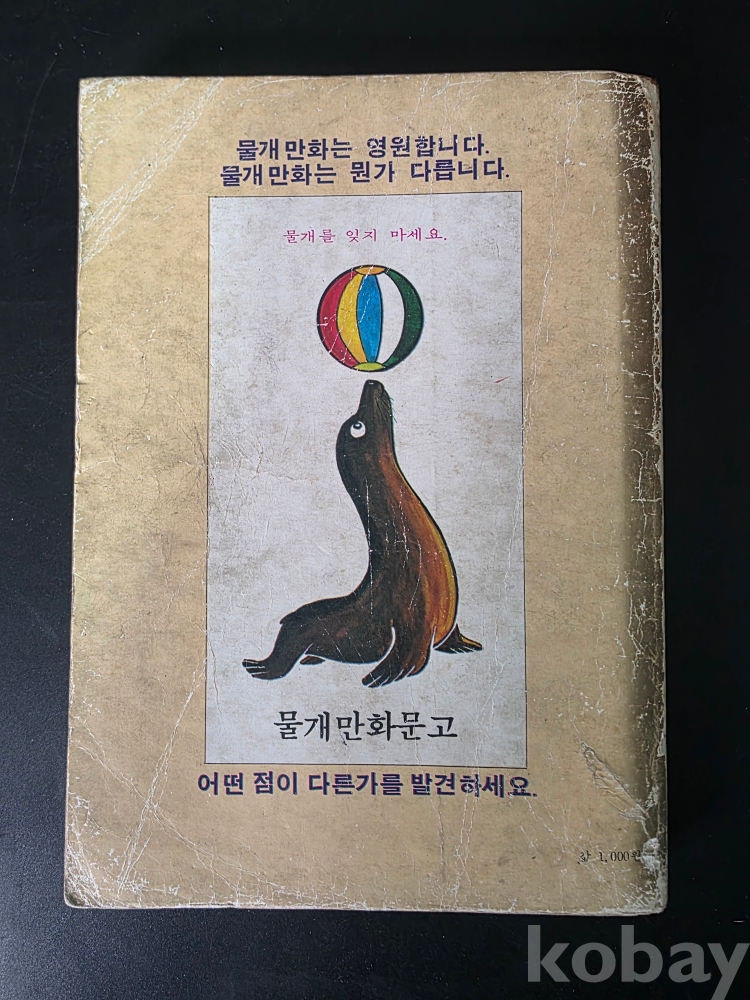 물개만화는 영원합니다.
물개만화는 뭔가 다릅니다.
물개를 잊지 마세요.
물개만화문고
어떤 점이 다른가를 발견하세요.
값 1,000원
kobay